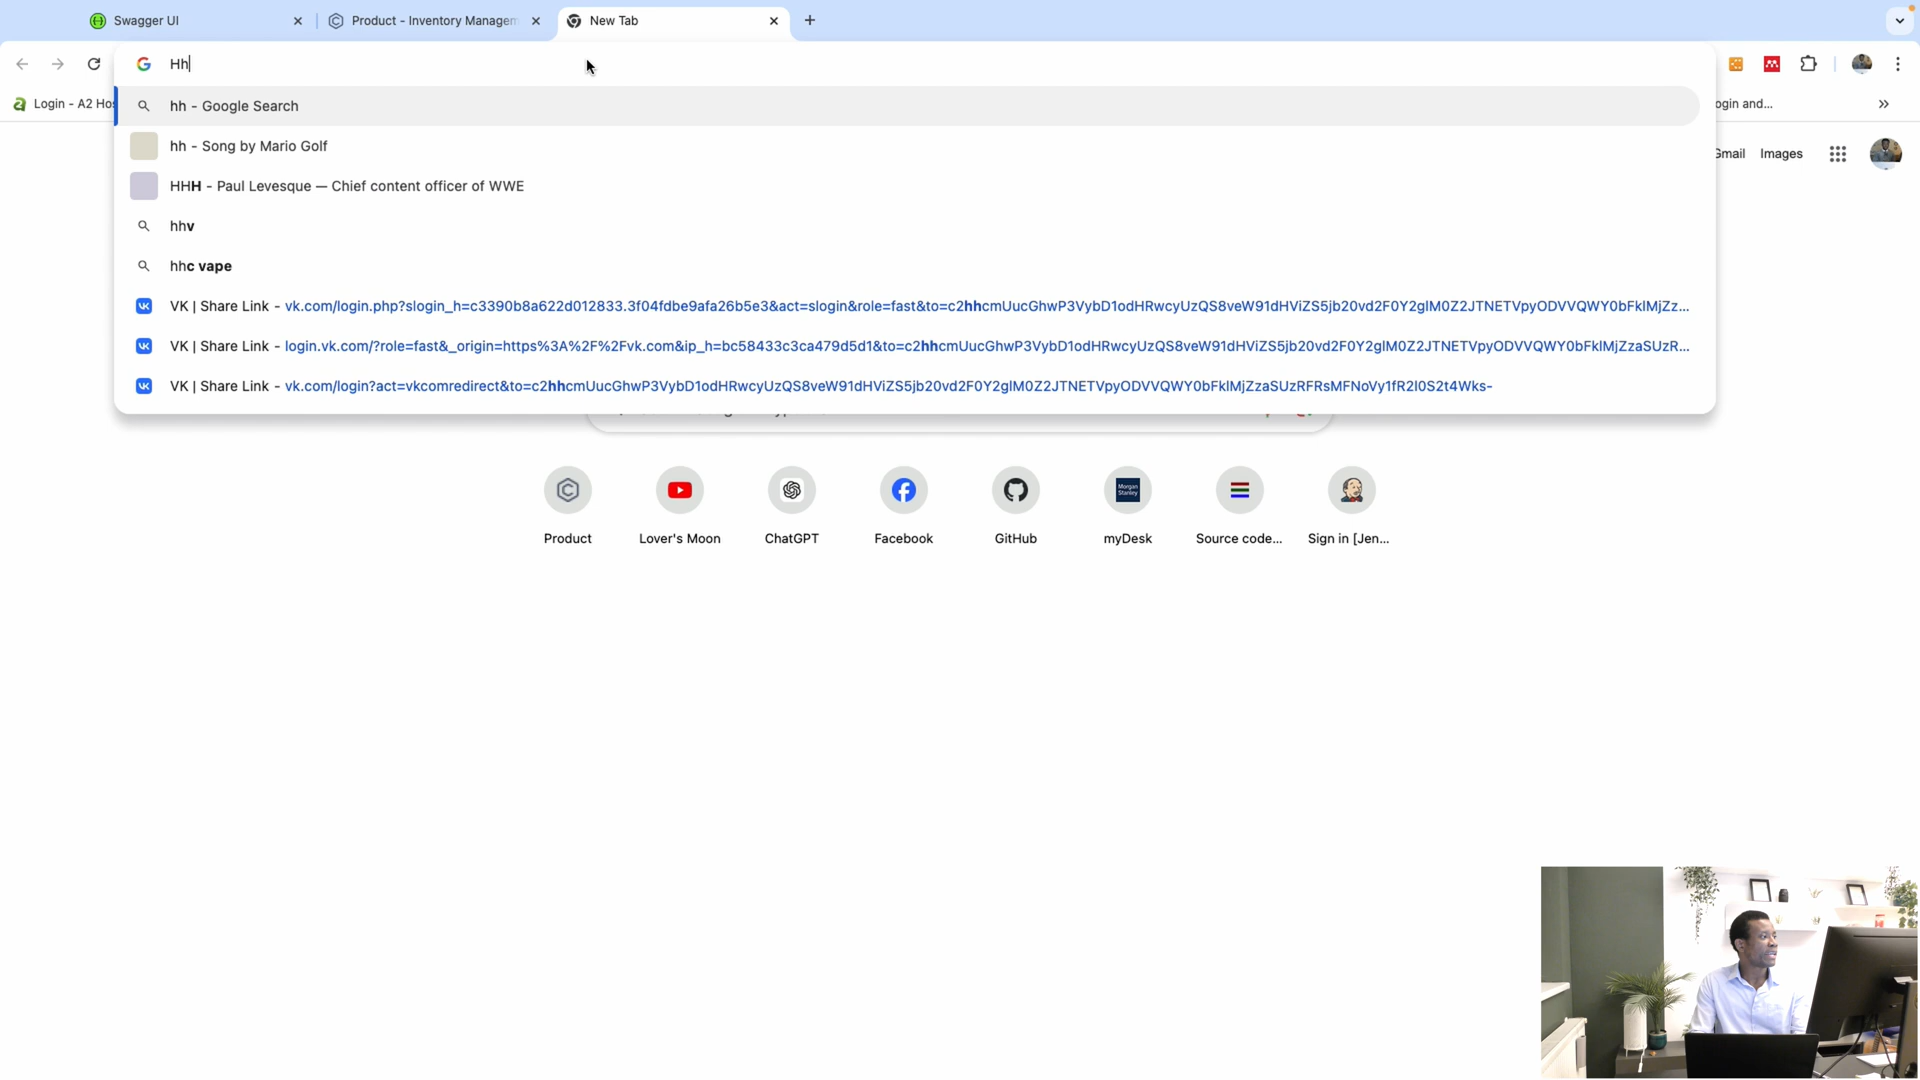 Swagger UI
Product - Inventory Managem
New Tab
Hh
Login - A2 Hos
ogin and...
hh - Google Search
hh - Song by Mario Golf
HHH - Paul Levesque — Chief content officer of WWE
hhv
hhc vape
VK | Share Link - vk.com/login.php?slogin_h=c3390b8a622d012833.3f04fdbe9afa26b5e3&act=slogin&role=fast&to=c2hhcmUucGhwP3VybD1odHRwcyUzQS8veW91dHViZS5jb20vd2F0Y2glM0Z2JTNETVpyODVVQWY0bFklMjZz...
VK | Share Link - login.vk.com/?role=fast&_origin=https%3A%2F%2Fvk.com&ip_h=bc58433c3ca479d5d1&to=c2hhcmUucGhwP3VybD1odHRwcyUzQS8veW91dHViZS5jb20vd2F0Y2glM0Z2JTNETVpyODVVQWY0bFklMjZzaSUzR...
VK | Share Link - vk.com/login?act=vkcomredirect&to=c2hhcmUucGhwP3VybD1odHRwcyUzQS8veW91dHViZS5jb20vd2F0Y2glM0Z2JTNETVpyODVVQWY0bFklMjZzaSUzRFRsMFNoVy1fR2l0S2t4Wks-
Gmail
Images
Product
Lover's Moon
ChatGPT
Facebook
GitHub
Morgan Stanley
myDesk
Source code...
Sign in [Jen...